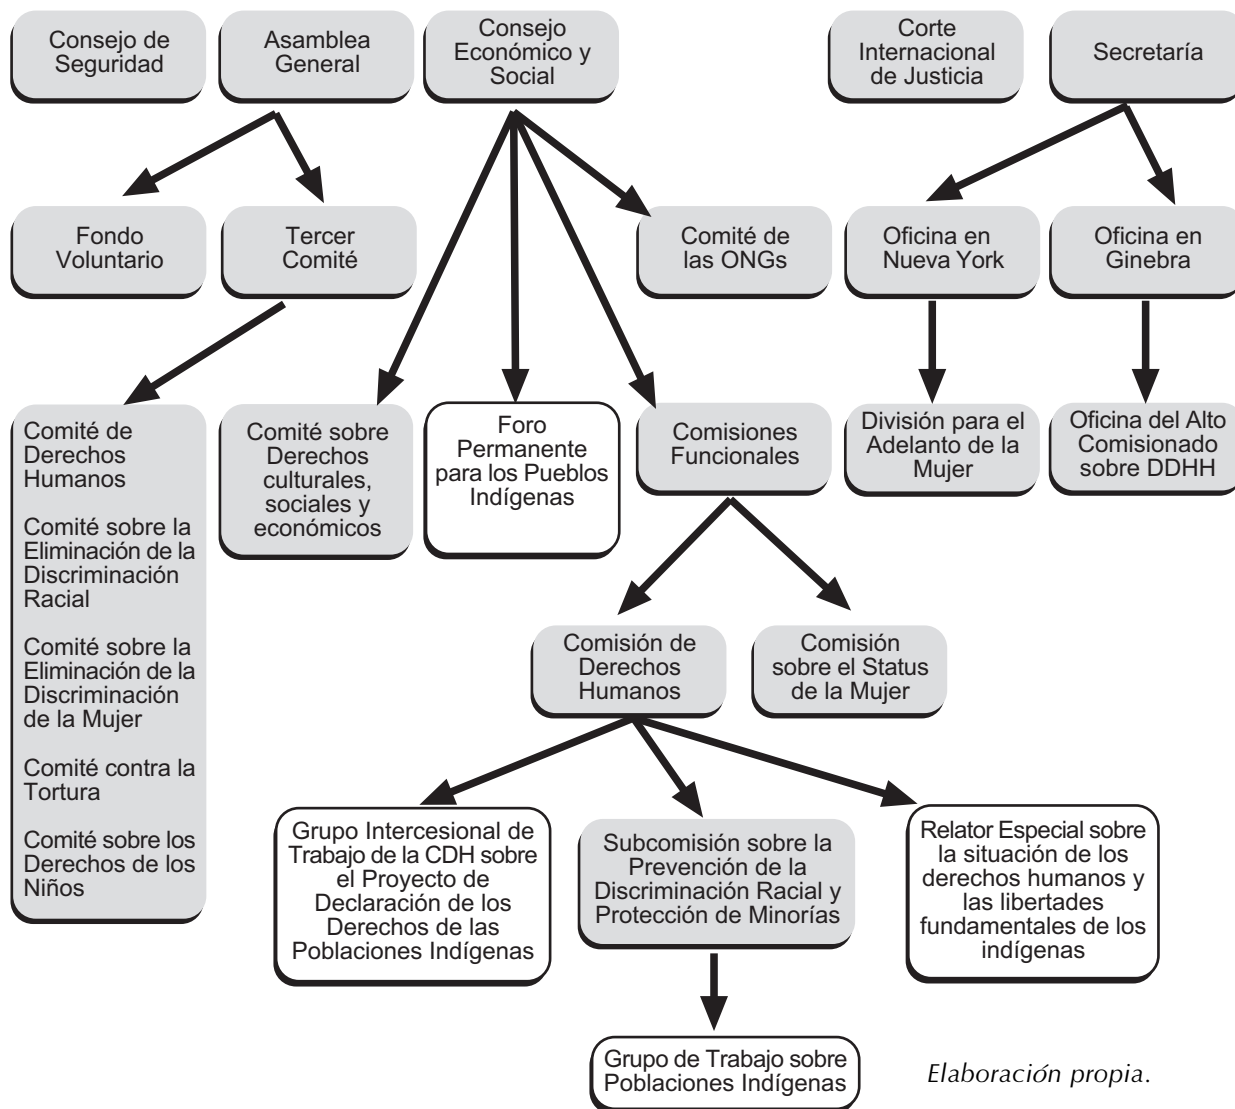 Consejo de
Seguridad
Asamblea
General
Consejo
Económico y
Social
Corte
Internacional
de Justicia
Secretaría
Fondo
Voluntario
Tercer
Comité
Comité de
las ONGs
Oficina en
Nueva York
Oficina en
Ginebra
Comité de
Derechos
Humanos
Comité sobre la
Eliminación de la
Discriminación
Racial
Comité sobre la
Eliminación de la
Discriminación
de la Mujer
Comité contra la
Tortura
Comité sobre los
Derechos de los
Niños
Comité sobre
Derechos
culturales,
sociales y
económicos
Foro
Permanente
para los Pueblos
Indígenas
Comisiones
Funcionales
División para el
Adelanto de la
Mujer
Oficina del Alto
Comisionado
sobre DDHH
Comisión de
Derechos
Humanos
Comisión
sobre el Status
de la Mujer
Grupo Intercesional de
Trabajo de la CDH sobre
el Proyecto de
Declaración de los
Derechos de las
Poblaciones Indígenas
Subcomisión sobre la
Prevención de la
Discriminación Racial y
Protección de Minorías
Relator Especial sobre
la situación de los
derechos humanos y
las libertades
fundamentales de los
indígenas
Grupo de Trabajo sobre
Poblaciones Indígenas
Elaboración propia.